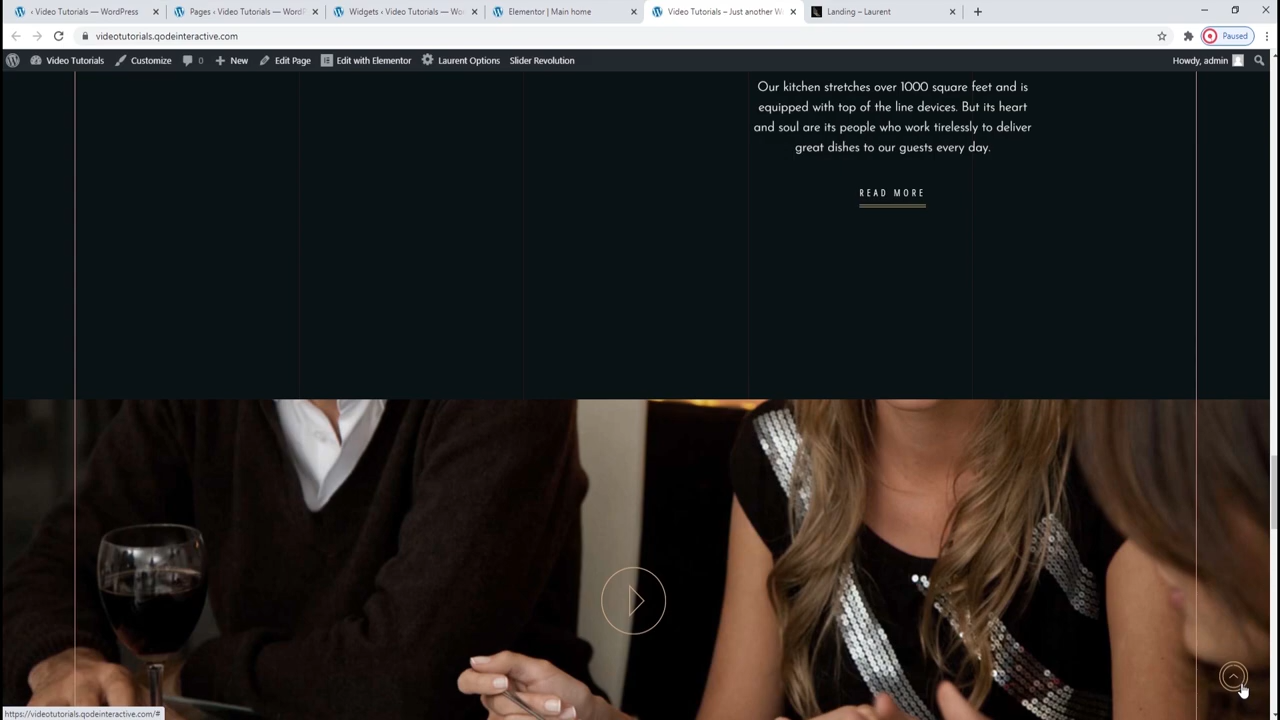 ‹ Video Tutorials — WordPress
Pages ‹ Video Tutorials — WordP
Widgets ‹ Video Tutorials — Wor
Elementor | Main home
Video Tutorials – Just another W
Landing – Laurent
videotutorials.qodeinteractive.com
Paused
Video Tutorials
Customize
0
New
Edit Page
Edit with Elementor
Laurent Options
Slider Revolution
Howdy, admin
Our kitchen stretches over 1000 square feet and is
equipped with top of the line devices. But its heart
and soul are its people who work tirelessly to deliver
great dishes to our guests every day.
READ MORE
https://videotutorials.qodeinteractive.com/#